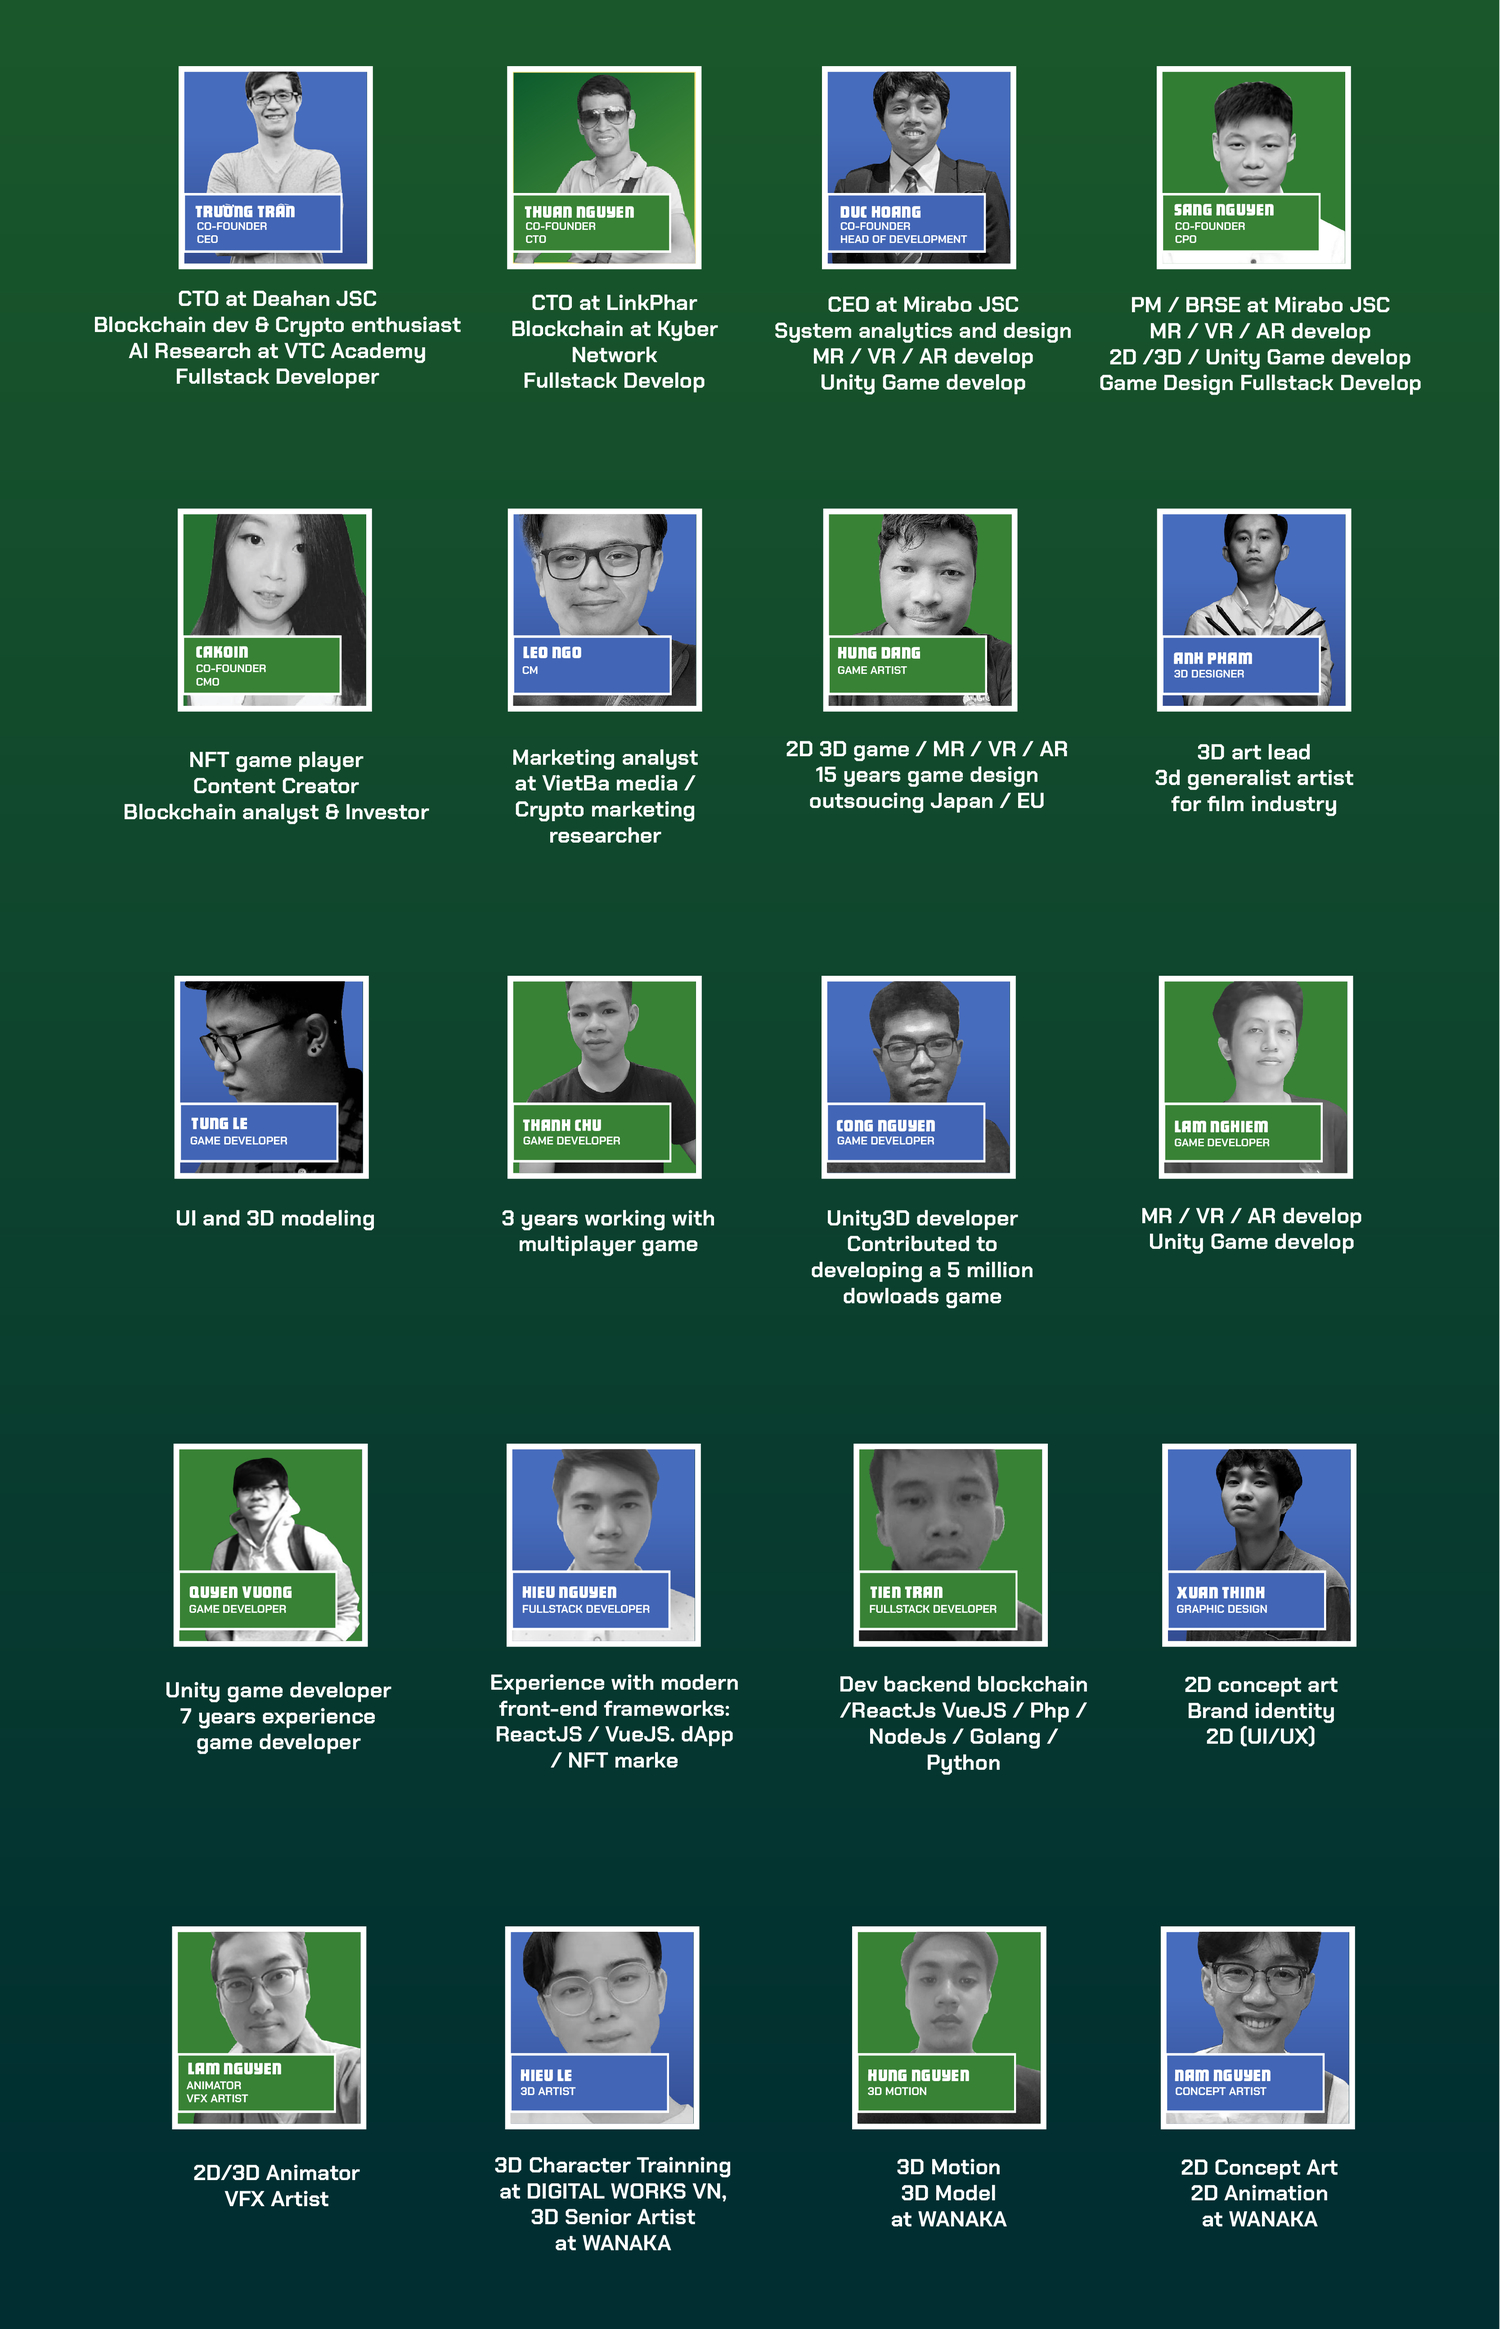 TRƯỜNG TRẦN
CO-FOUNDER
CEO
CTO at Deahan JSC
Blockchain dev & Crypto enthusiast
AI Research at VTC Academy
Fullstack Developer
THUAN NGUYEN
CO-FOUNDER
CTO
CTO at LinkPhar
Blockchain at Kyber
Network
Fullstack Develop
DUC HOANG
CO-FOUNDER
HEAD OF DEVELOPMENT
CEO at Mirabo JSC
System analytics and design
MR / VR / AR develop
Unity Game develop
SANG NGUYEN
CO-FOUNDER
CPO
PM / BRSE at Mirabo JSC
MR / VR / AR develop
2D /3D / Unity Game develop
Game Design Fullstack Develop
CAKOIN
CO-FOUNDER
CMO
NFT game player
Content Creator
Blockchain analyst & Investor
LEO NGO
CM
Marketing analyst
at VietBa media /
Crypto marketing
researcher
HUNG DANG
GAME ARTIST
2D 3D game / MR / VR / AR
15 years game design
outsoucing Japan / EU
ANH PHAM
3D DESIGNER
3D art lead
3d generalist artist
for film industry
TUNG LE
GAME DEVELOPER
UI and 3D modeling
THANH CHU
GAME DEVELOPER
3 years working with
multiplayer game
CONG NGUYEN
GAME DEVELOPER
Unity3D developer
Contributed to
developing a 5 million
dowloads game
LAM NGHIEM
GAME DEVELOPER
MR / VR / AR develop
Unity Game develop
QUYEN VUONG
GAME DEVELOPER
Unity game developer
7 years experience
game developer
HIEU NGUYEN
FULLSTACK DEVELOPER
Experience with modern
front-end frameworks:
ReactJS / VueJS. dApp
/ NFT marke
TIEN TRAN
FULLSTACK DEVELOPER
Dev backend blockchain
/ReactJs VueJS / Php /
NodeJs / Golang /
Python
XUAN THINH
GRAPHIC DESIGN
2D concept art
Brand identity
2D (UI/UX)
LAM NGUYEN
ANIMATOR
VFX ARTIST
2D/3D Animator
VFX Artist
HIEU LE
3D ARTIST
3D Character Trainning
at DIGITAL WORKS VN,
3D Senior Artist
at WANAKA
HUNG NGUYEN
3D MOTION
3D Motion
3D Model
at WANAKA
NAM NGUYEN
CONCEPT ARTIST
2D Concept Art
2D Animation
at WANAKA